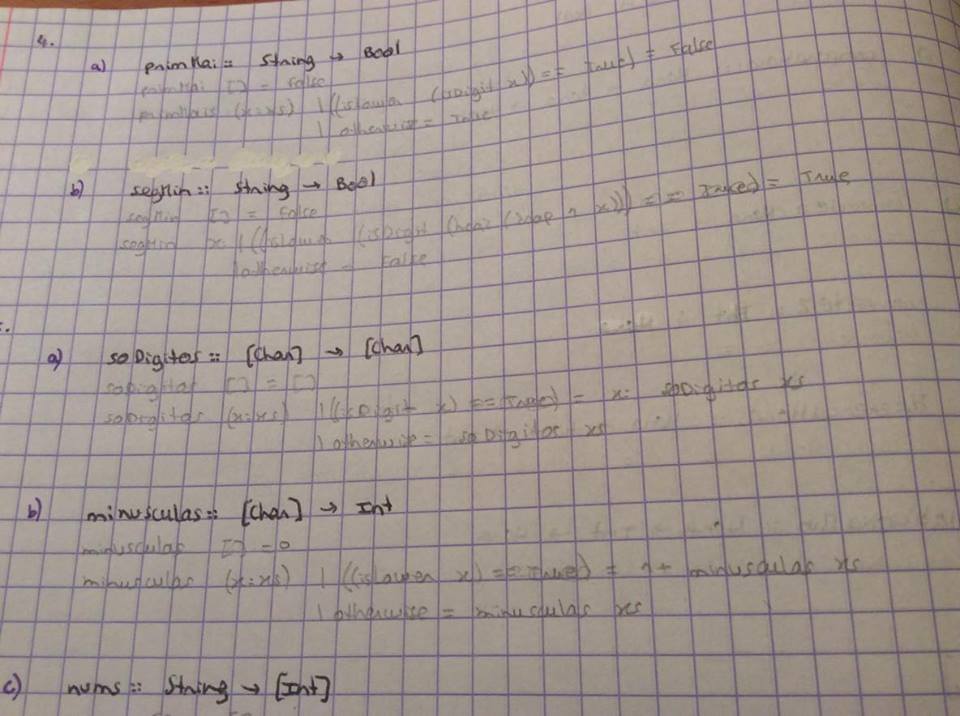 4.
a) primMai :: String → Bool
primMai [] = False
primMais (x:xs) | ((isLower (isDigit x)) == True) = False
| otherwise = True
b) segMin :: String → Bool
segMin [] = False
segMin x | ((isLower (isDigit (head (drop 1 x))) == True) = True
| otherwise = False
a) soDigitos :: [Char] → [Char]
soDigitos [] = []
soDigitos (x:xs) | ((isDigit x) == True) = x: soDigitos xs
| otherwise = soDigitos xs
b) minusculas :: [Char] → Int
minusculas [] = 0
minusculas (x:xs) | ((isLower x) == True) = 1 + minusculas xs
| otherwise = minusculas xs
c) nums :: String → [Int]